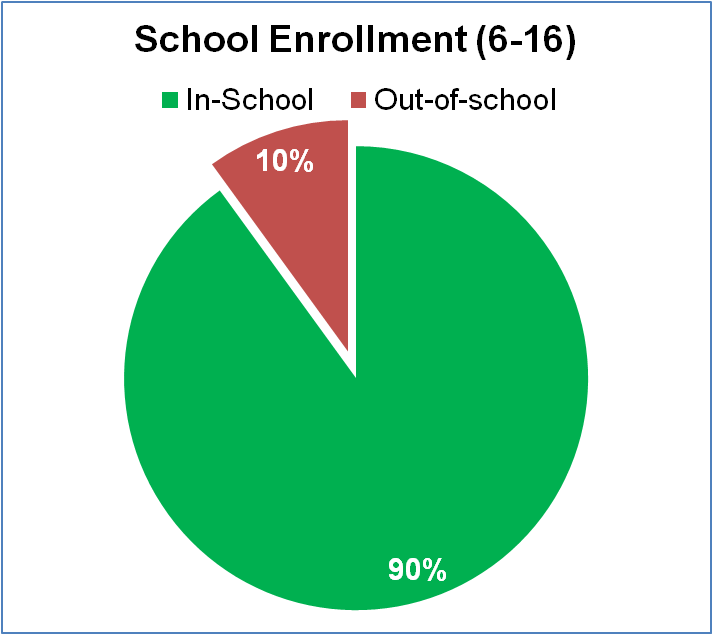 School Enrollment (6-16)
In-School Out-of-school
10%
90%